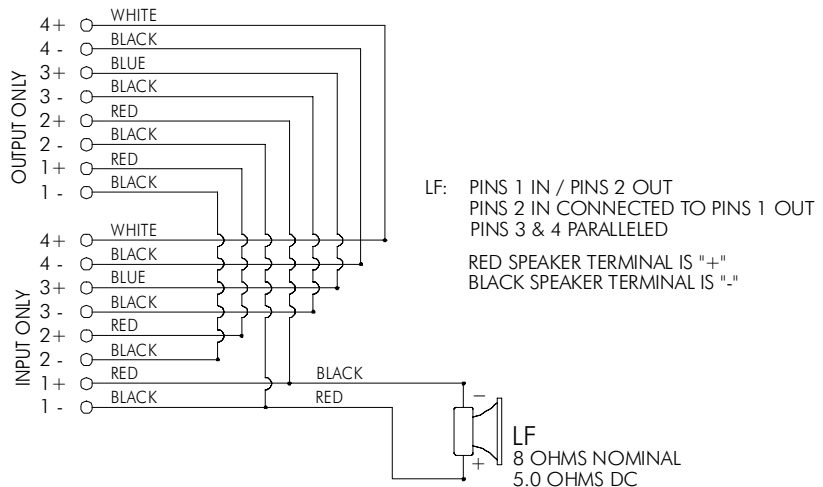 OUTPUT ONLY
4+ WHITE
4 - BLACK
3+ BLUE
3 - BLACK
2+ RED
2 - BLACK
1+ RED
1 - BLACK
INPUT ONLY
4+ WHITE
4 - BLACK
3+ BLUE
3 - BLACK
2+ RED
2 - BLACK
1+ RED BLACK
1 - BLACK RED
LF: PINS 1 IN / PINS 2 OUT
PINS 2 IN CONNECTED TO PINS 1 OUT
PINS 3 & 4 PARALLELED
RED SPEAKER TERMINAL IS "+"
BLACK SPEAKER TERMINAL IS "-"
−
+
LF
8 OHMS NOMINAL
5.0 OHMS DC